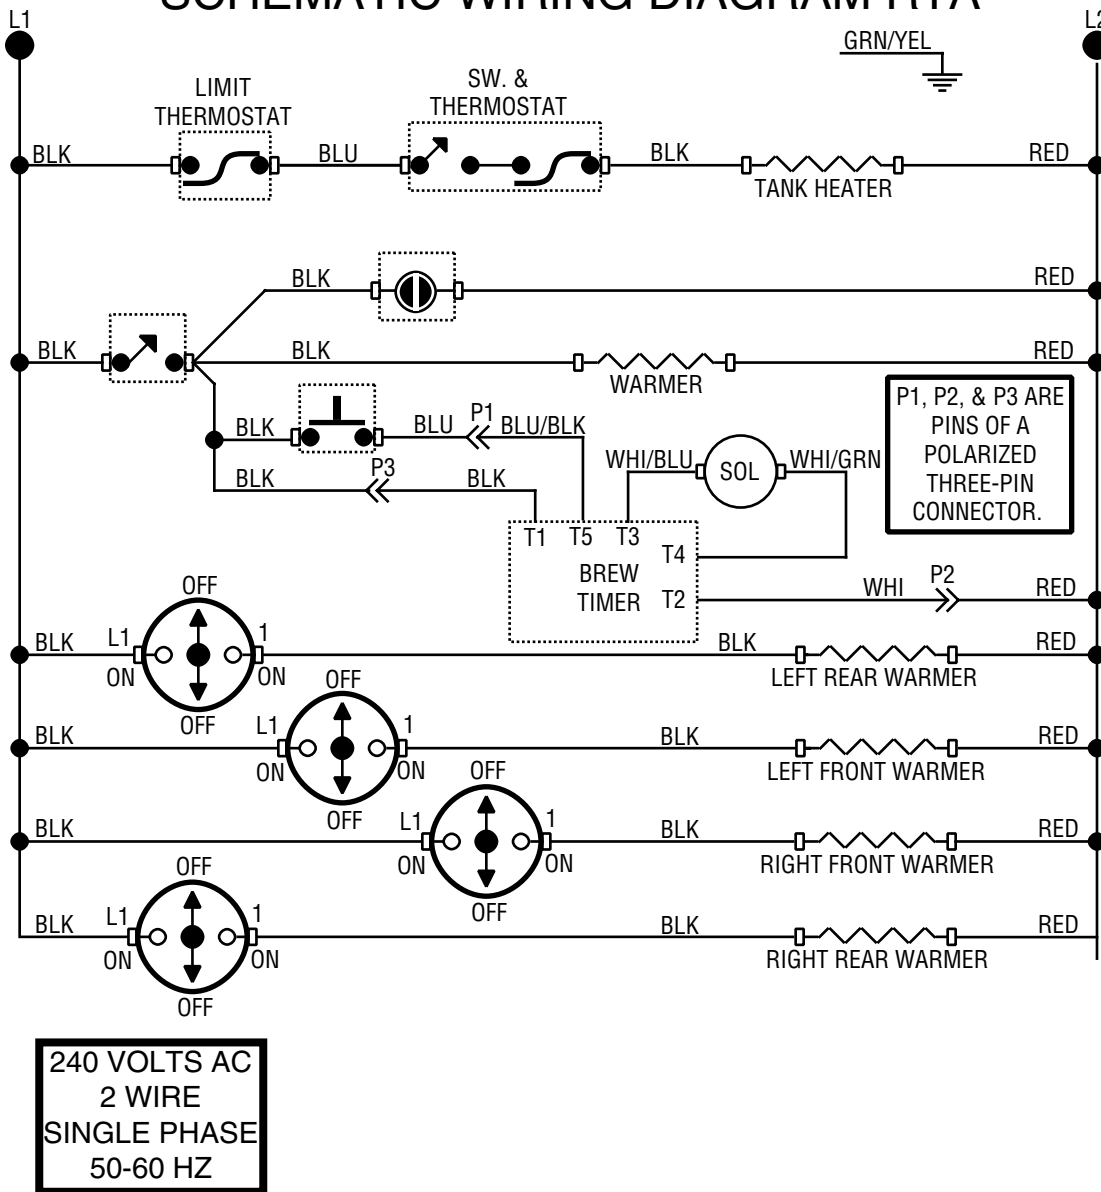 SCHEMATIC WIRING DIAGRAM RTA
L1
L2
GRN/YEL
LIMIT
THERMOSTAT
SW. &
THERMOSTAT
BLK
BLU
BLK
RED
TANK HEATER
BLK
RED
BLK
BLK
RED
WARMER
P1, P2, & P3 ARE
PINS OF A
POLARIZED
THREE-PIN
CONNECTOR.
BLK
BLU
P1
BLU/BLK
WHI/BLU
SOL
WHI/GRN
BLK
P3
BLK
T1
T5
T3
T4
BREW
TIMER
T2
WHI
P2
RED
OFF
BLK
L1
1
BLK
RED
ON
ON
LEFT REAR WARMER
OFF
OFF
BLK
L1
1
BLK
RED
ON
ON
LEFT FRONT WARMER
OFF
OFF
BLK
L1
1
BLK
RED
ON
ON
RIGHT FRONT WARMER
OFF
OFF
BLK
L1
1
BLK
RED
ON
ON
RIGHT REAR WARMER
OFF
240 VOLTS AC
2 WIRE
SINGLE PHASE
50-60 HZ